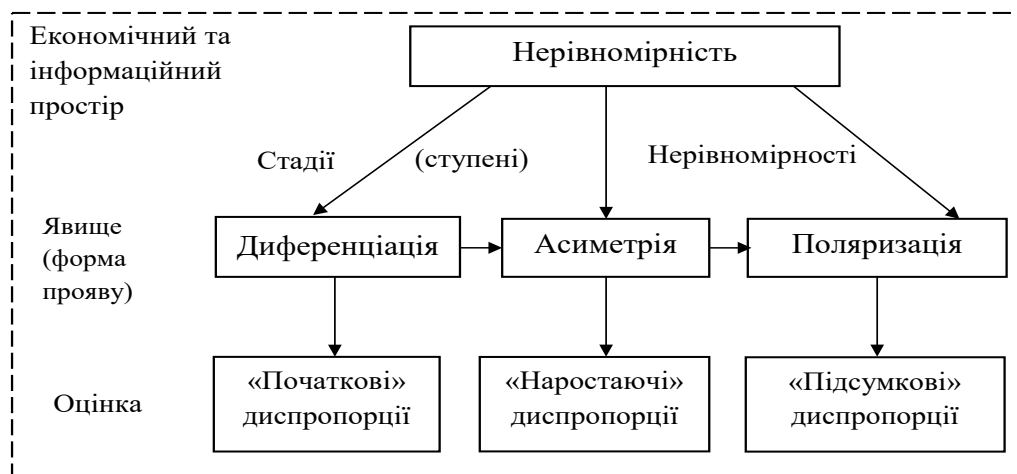 Економічний та
інформаційний
простір
Нерівномірність
Стадії (ступені) Нерівномірності
Явище
(форма
прояву)
Диференціація Асиметрія Поляризація
Оцінка
«Початкові»
диспропорції
«Наростаючі»
диспропорції
«Підсумкові»
диспропорції